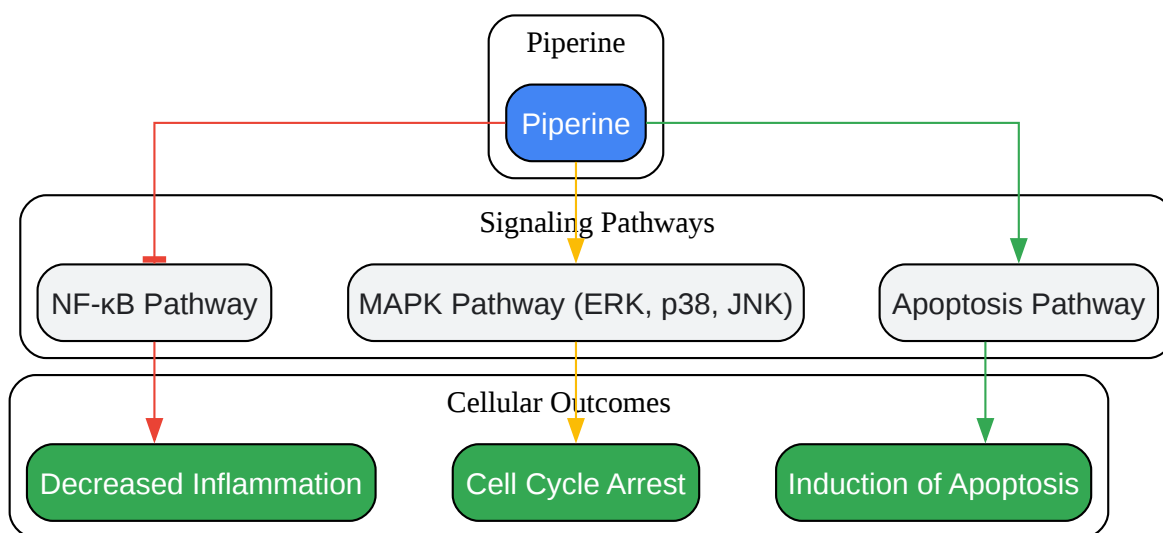 Piperine
Piperine
Signaling Pathways
NF-κB Pathway
MAPK Pathway (ERK, p38, JNK)
Apoptosis Pathway
Cellular Outcomes
Decreased Inflammation
Cell Cycle Arrest
Induction of Apoptosis